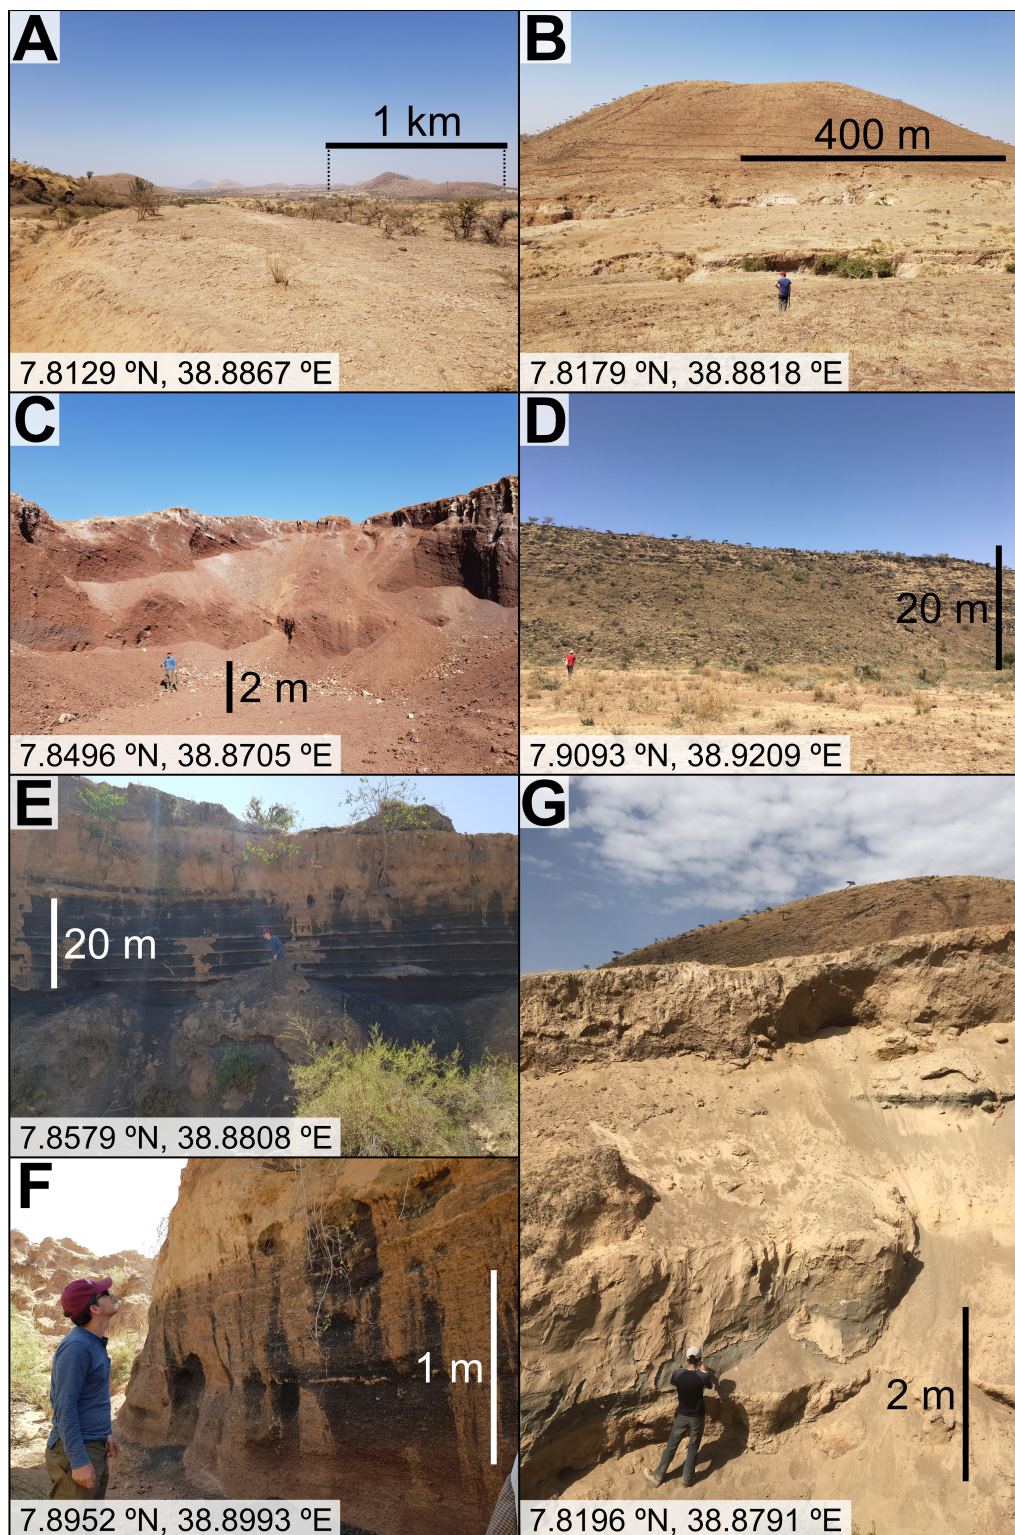 A
1 km
7.8129 ºN, 38.8867 ºE
B
400 m
7.8179 ºN, 38.8818 ºE
C
2 m
7.8496 ºN, 38.8705 ºE
D
20 m
7.9093 ºN, 38.9209 ºE
E
20 m
7.8579 ºN, 38.8808 ºE
F
1 m
7.8952 ºN, 38.8993 ºE
G
2 m
7.8196 ºN, 38.8791 ºE